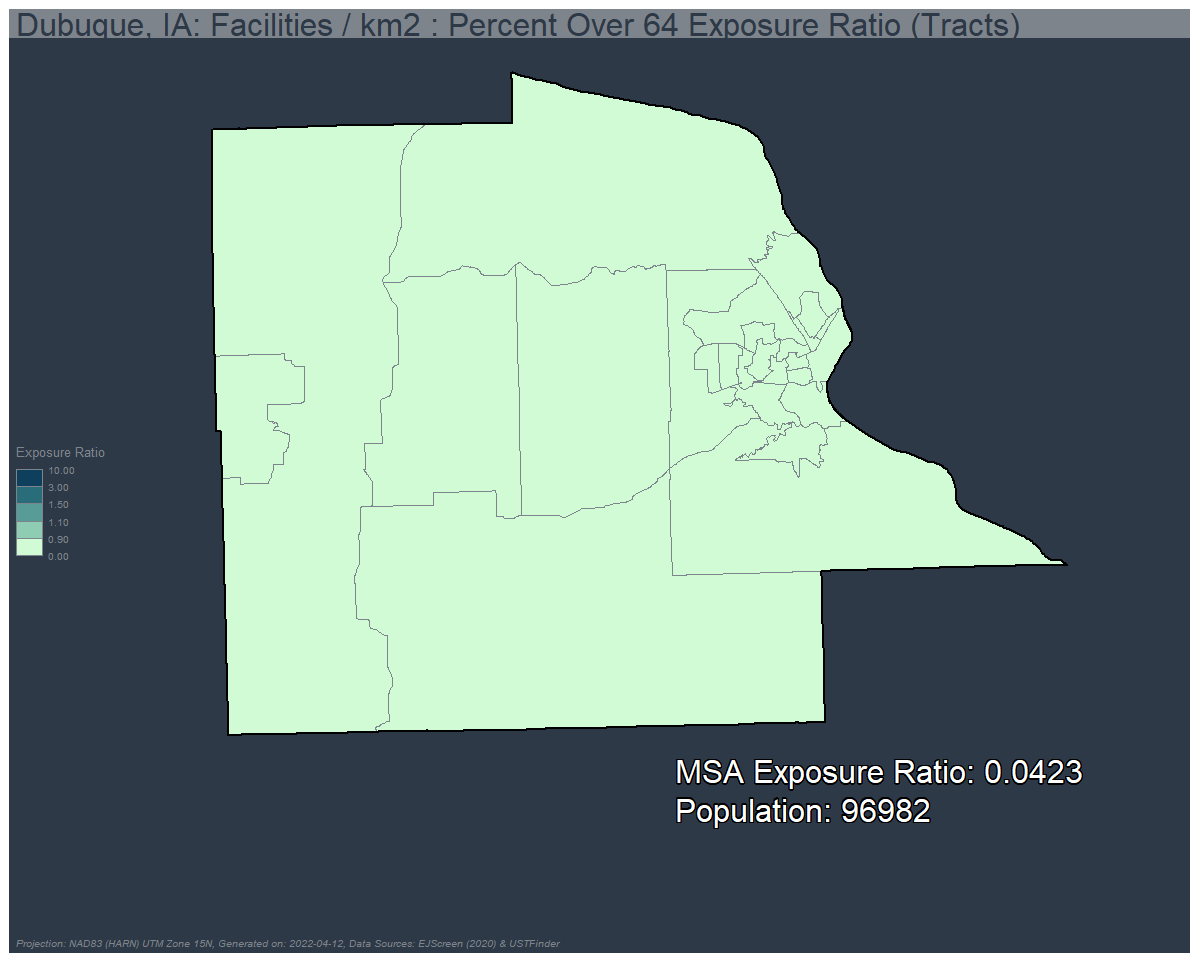 Dubuque, IA: Facilities / km2 : Percent Over 64 Exposure Ratio (Tracts)
Exposure Ratio
10.00
3.00
1.50
1.10
0.90
0.00
MSA Exposure Ratio: 0.0423
Population: 96982
Projection: NAD83 (HARN) UTM Zone 15N, Generated on: 2022-04-12, Data Sources: EJScreen (2020) & USTFinder